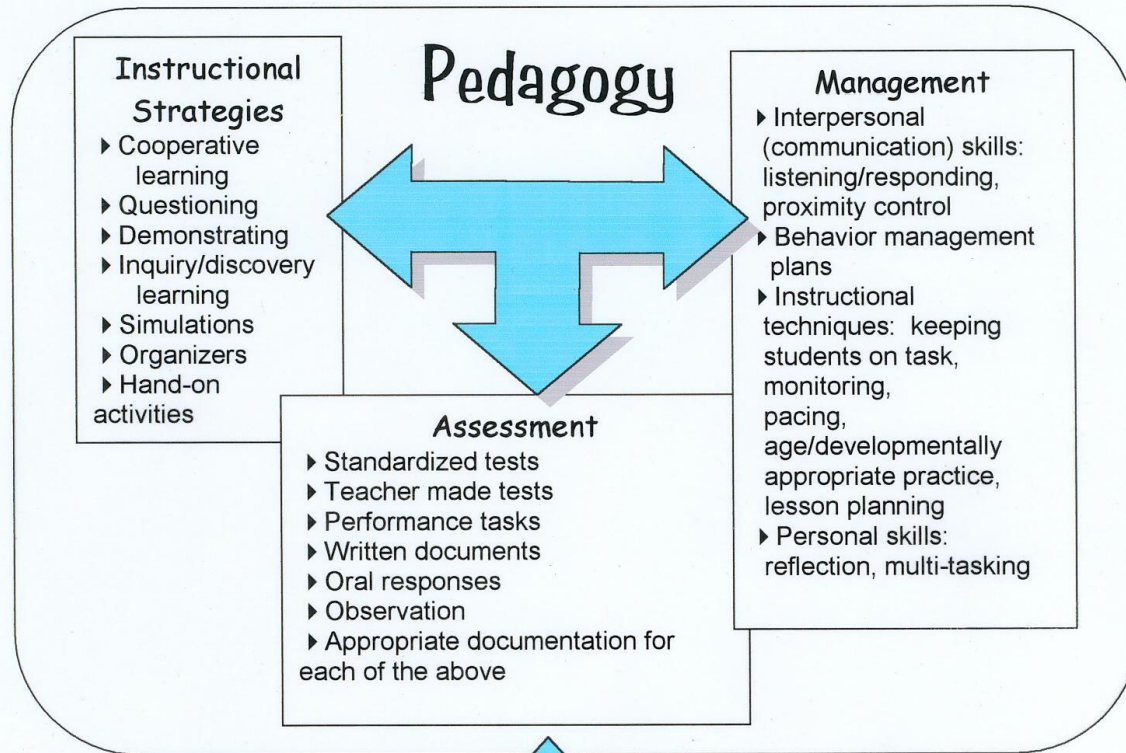 Pedagogy
Instructional
Strategies
▸ Cooperative
learning
▸ Questioning
▸ Demonstrating
▸ Inquiry/discovery
learning
▸ Simulations
▸ Organizers
▸ Hand-on
activities
Management
▸ Interpersonal
(communication) skills:
listening/responding,
proximity control
▸ Behavior management
plans
▸ Instructional
techniques: keeping
students on task,
monitoring,
pacing,
age/developmentally
appropriate practice,
lesson planning
▸ Personal skills:
reflection, multi-tasking
Assessment
▸ Standardized tests
▸ Teacher made tests
▸ Performance tasks
▸ Written documents
▸ Oral responses
▸ Observation
▸ Appropriate documentation for
each of the above